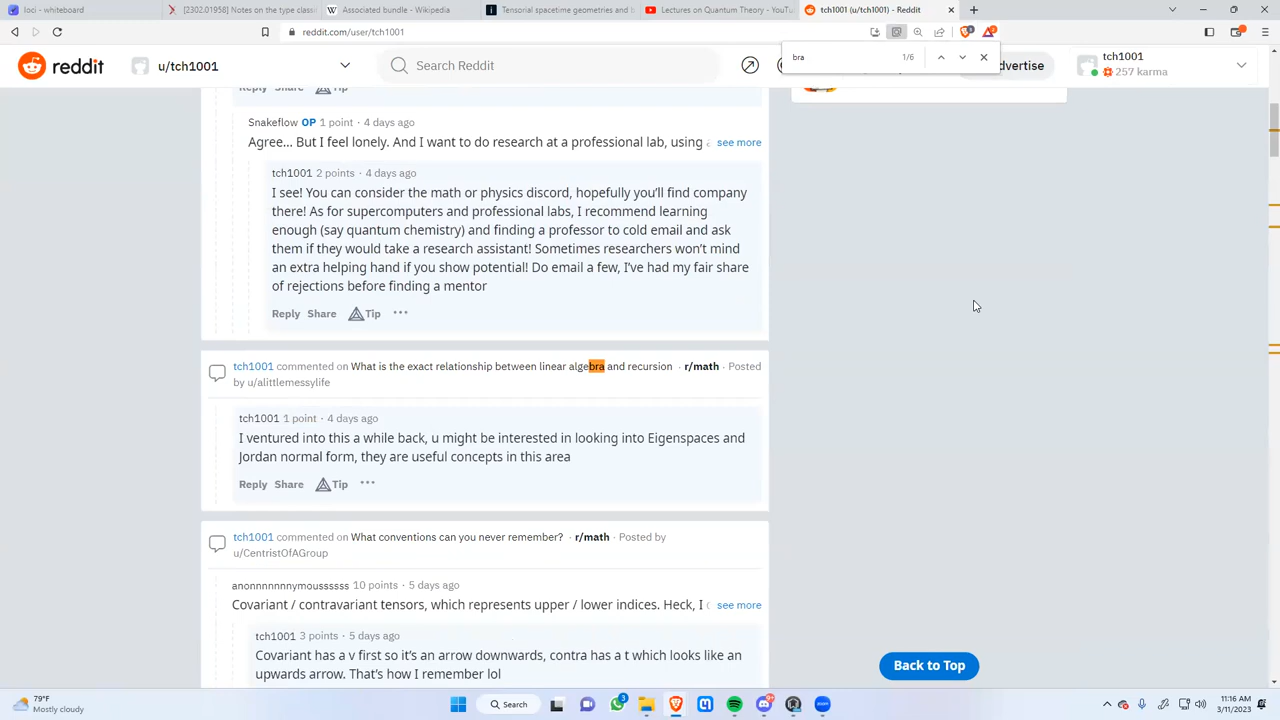 loci - whiteboard
[2302.01958] Notes on the type classi
Associated bundle - Wikipedia
Tensorial spacetime geometries and b
Lectures on Quantum Theory - YouTu
tch1001 (u/tch1001) - Reddit
reddit.com/user/tch1001
bra
1/6
reddit
u/tch1001
Search Reddit
dvertise
tch1001
257 karma
Reply Share Tip
Snakeflow OP 1 point · 4 days ago
Agree... But I feel lonely. And I want to do research at a professional lab, using see more
tch1001 2 points · 4 days ago
I see! You can consider the math or physics discord, hopefully you'll find company
there! As for supercomputers and professional labs, I recommend learning
enough (say quantum chemistry) and finding a professor to cold email and ask
them if they would take a research assistant! Sometimes researchers won't mind
an extra helping hand if you show potential! Do email a few, I've had my fair share
of rejections before finding a mentor
Reply Share Tip ···
tch1001 commented on What is the exact relationship between linear algebra and recursion · r/math · Posted
by u/alittlemessylife
tch1001 1 point · 4 days ago
I ventured into this a while back, u might be interested in looking into Eigenspaces and
Jordan normal form, they are useful concepts in this area
Reply Share Tip ···
tch1001 commented on What conventions can you never remember? · r/math · Posted by
u/CentristOfAGroup
anonnnnnnymoussssss 10 points · 5 days ago
Covariant / contravariant tensors, which represents upper / lower indices. Heck, I see more
tch1001 3 points · 5 days ago
Covariant has a v first so it's an arrow downwards, contra has a t which looks like an
upwards arrow. That's how I remember lol
Back to Top
79°F
Mostly cloudy
Search
11:16 AM
3/11/2023